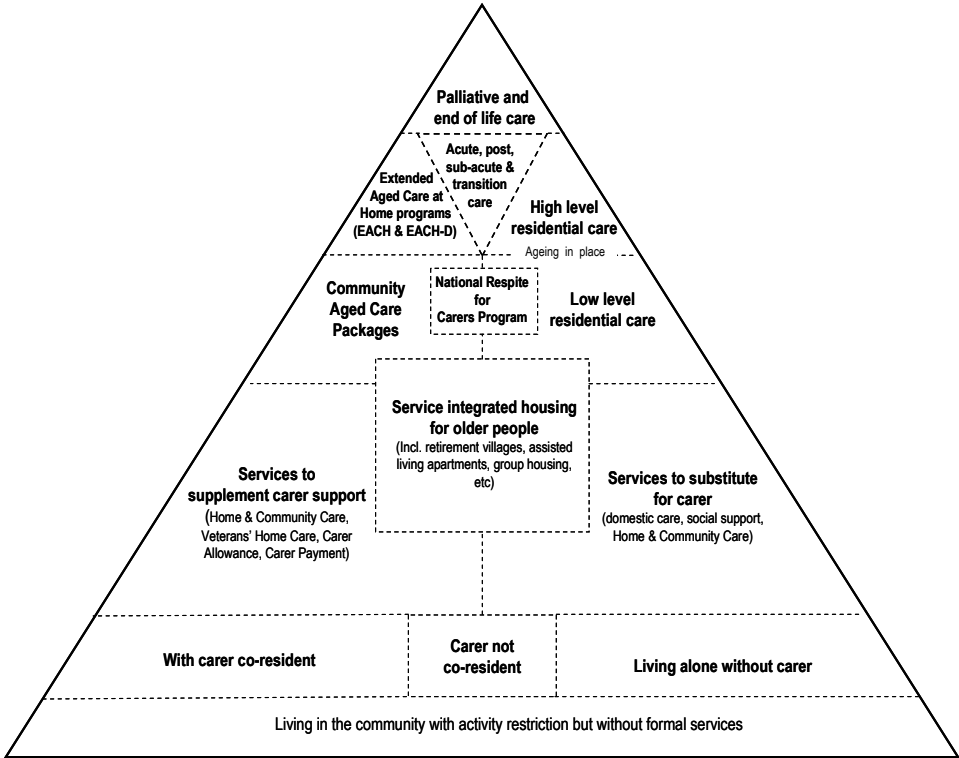 Palliative and
end of life care
Acute, post,
sub-acute &
transition
care
Extended
Aged Care at
Home programs
(EACH & EACH-D)
High level
residential care
Ageing in place
Community
Aged Care
Packages
National Respite
for
Carers Program
Low level
residential care
Service integrated housing
for older people
(Incl. retirement villages, assisted
living apartments, group housing,
etc)
Services to
supplement carer support
(Home & Community Care,
Veterans' Home Care, Carer
Allowance, Carer Payment)
Services to substitute
for carer
(domestic care, social support,
Home & Community Care)
With carer co-resident
Carer not
co-resident
Living alone without carer
Living in the community with activity restriction but without formal services